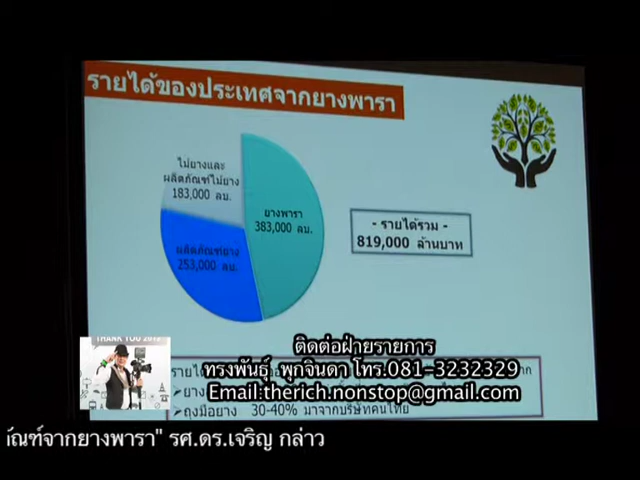 รายได้ของประเทศจากยางพารา
ไม้ยางและ
ผลิตภัณฑ์ไม้ยาง
183,000 ลบ.
ยางพารา
383,000 ลบ.
ผลิตภัณฑ์ยาง
253,000 ลบ.
- รายได้รวม -
819,000 ล้านบาท
THANK YOU
ติดต่อฝ่ายรายการ
ทรงพันธุ์ พูกจินดา โทร.081-3232329
Email.therich.nonstop@gmail.com
ถุงมือยาง 30-40% มาจากบริษัทคนไทย
ภัณฑ์จากยางพารา" รศ.ดร.เจริญ กล่าว